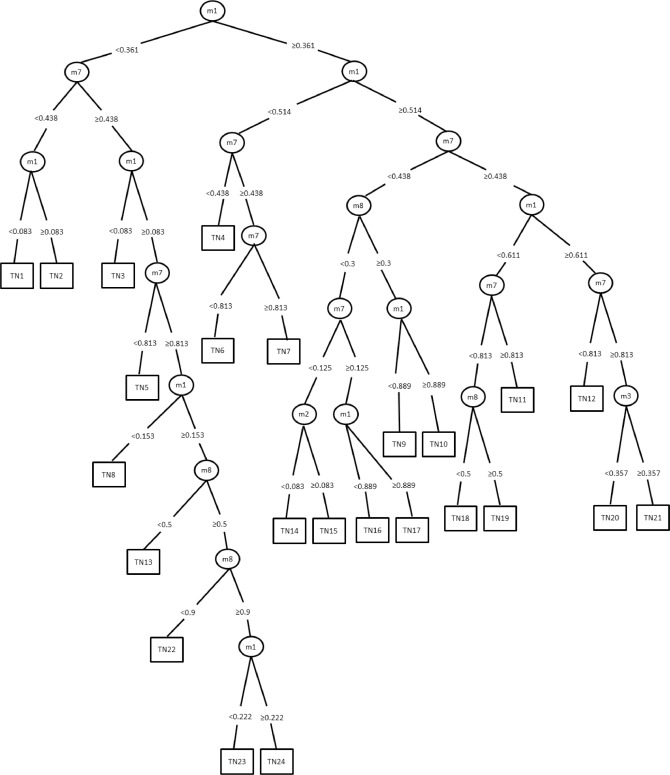 m1
<0.361 ≥0.361
m7 m1
<0.514 ≥0.514
<0.438 ≥0.438 m7 m7
m1 m1 <0.438 ≥0.438
<0.438 ≥0.438
m8 m1
<0.083 ≥0.083 <0.083 ≥0.083 TN4 m7
<0.611 ≥0.611
<0.3 ≥0.3
TN1 TN2 TN3 m7 m7 m7
<0.813 ≥0.813 m7 m1
<0.813 ≥0.813 TN6 TN7 <0.813 ≥0.813 <0.813 ≥0.813
<0.125 ≥0.125
TN5 m1 <0.889 ≥0.889 m8 TN11 TN12 m3
m2 m1
<0.153 ≥0.153 TN9 TN10
TN8 m8 <0.5 ≥0.5 <0.357 ≥0.357
<0.083 ≥0.083 <0.889 ≥0.889
<0.5 ≥0.5 TN14 TN15 TN16 TN17 TN18 TN19 TN20 TN21
TN13 m8
<0.9 ≥0.9
TN22 m1
<0.222 ≥0.222
TN23 TN24